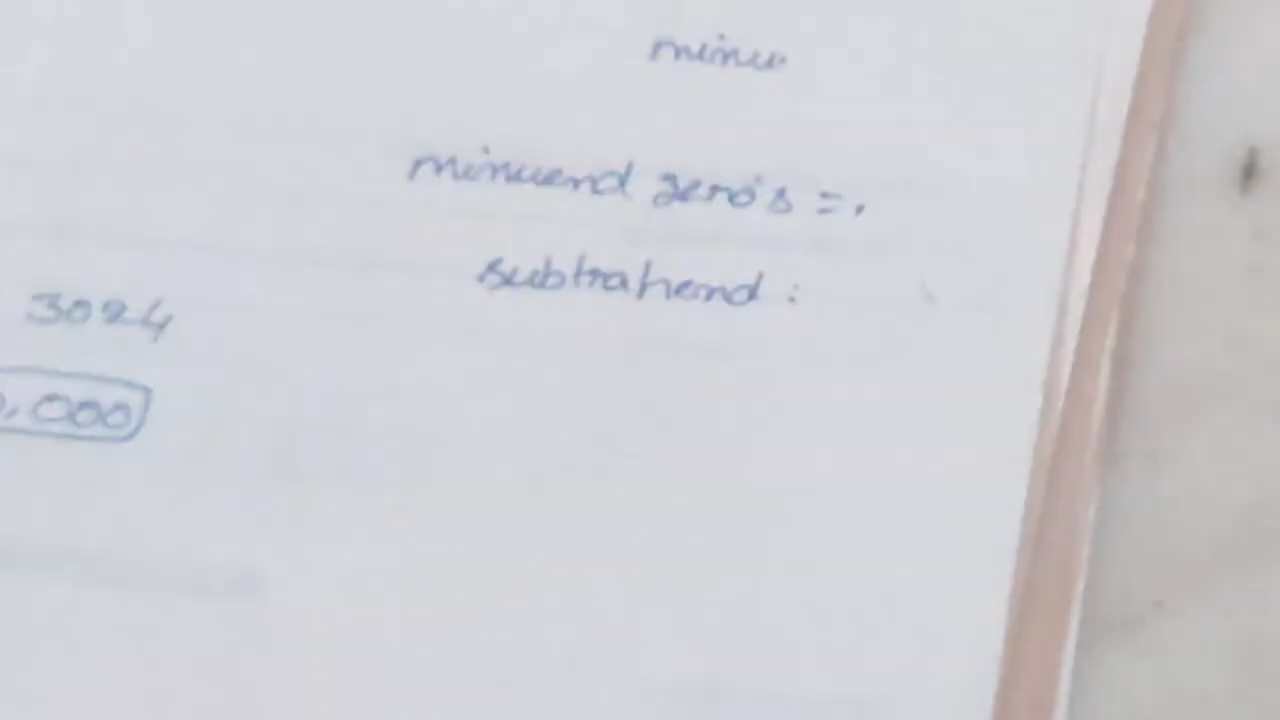 minu
minuend zero's =.
subtrahend :
3024
,000